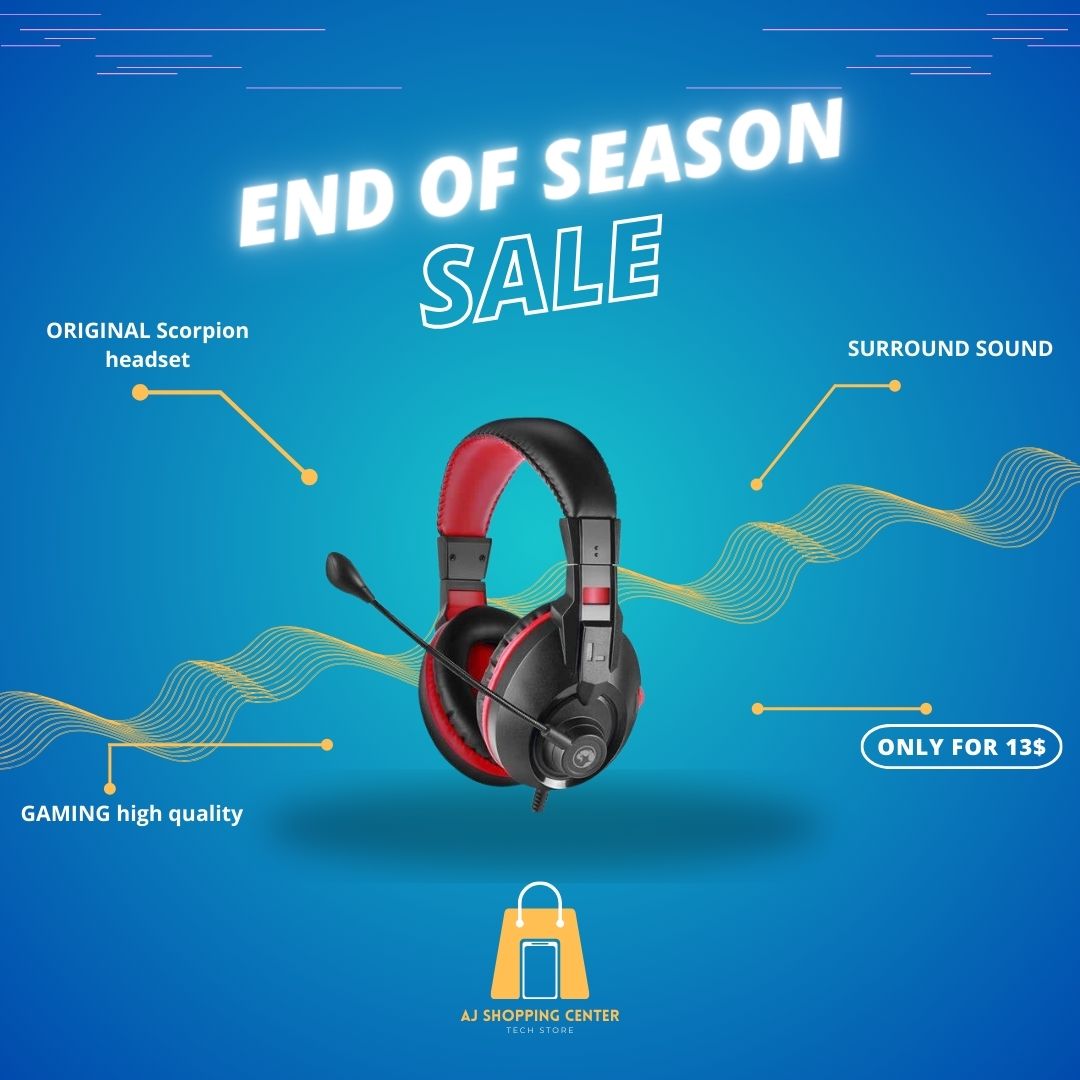 END OF SEASON
SALE
ORIGINAL Scorpion
headset
SURROUND SOUND
ONLY FOR 13$
GAMING high quality
AJ SHOPPING CENTER
TECH STORE